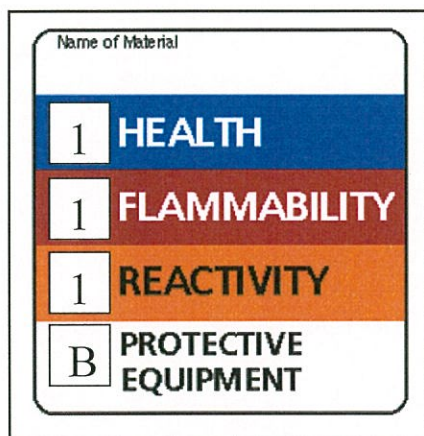 Name of Material
1 HEALTH
1 FLAMMABILITY
1 REACTIVITY
B PROTECTIVE
EQUIPMENT